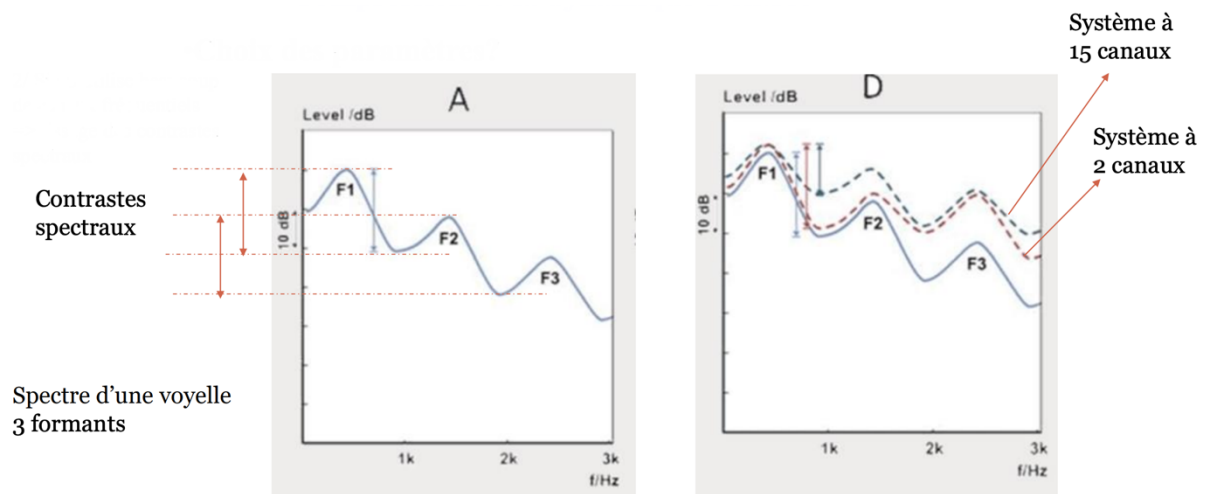 Système à
15 canaux
A
D
Level /dB
Level /dB
Système à
2 canaux
F1
F1
Contrastes
spectraux
10 dB
10 dB
F2
F2
F3
F3
Spectre d’une voyelle
3 formants
1k
2k
3k
f/Hz
1k
2k
3k
f/Hz